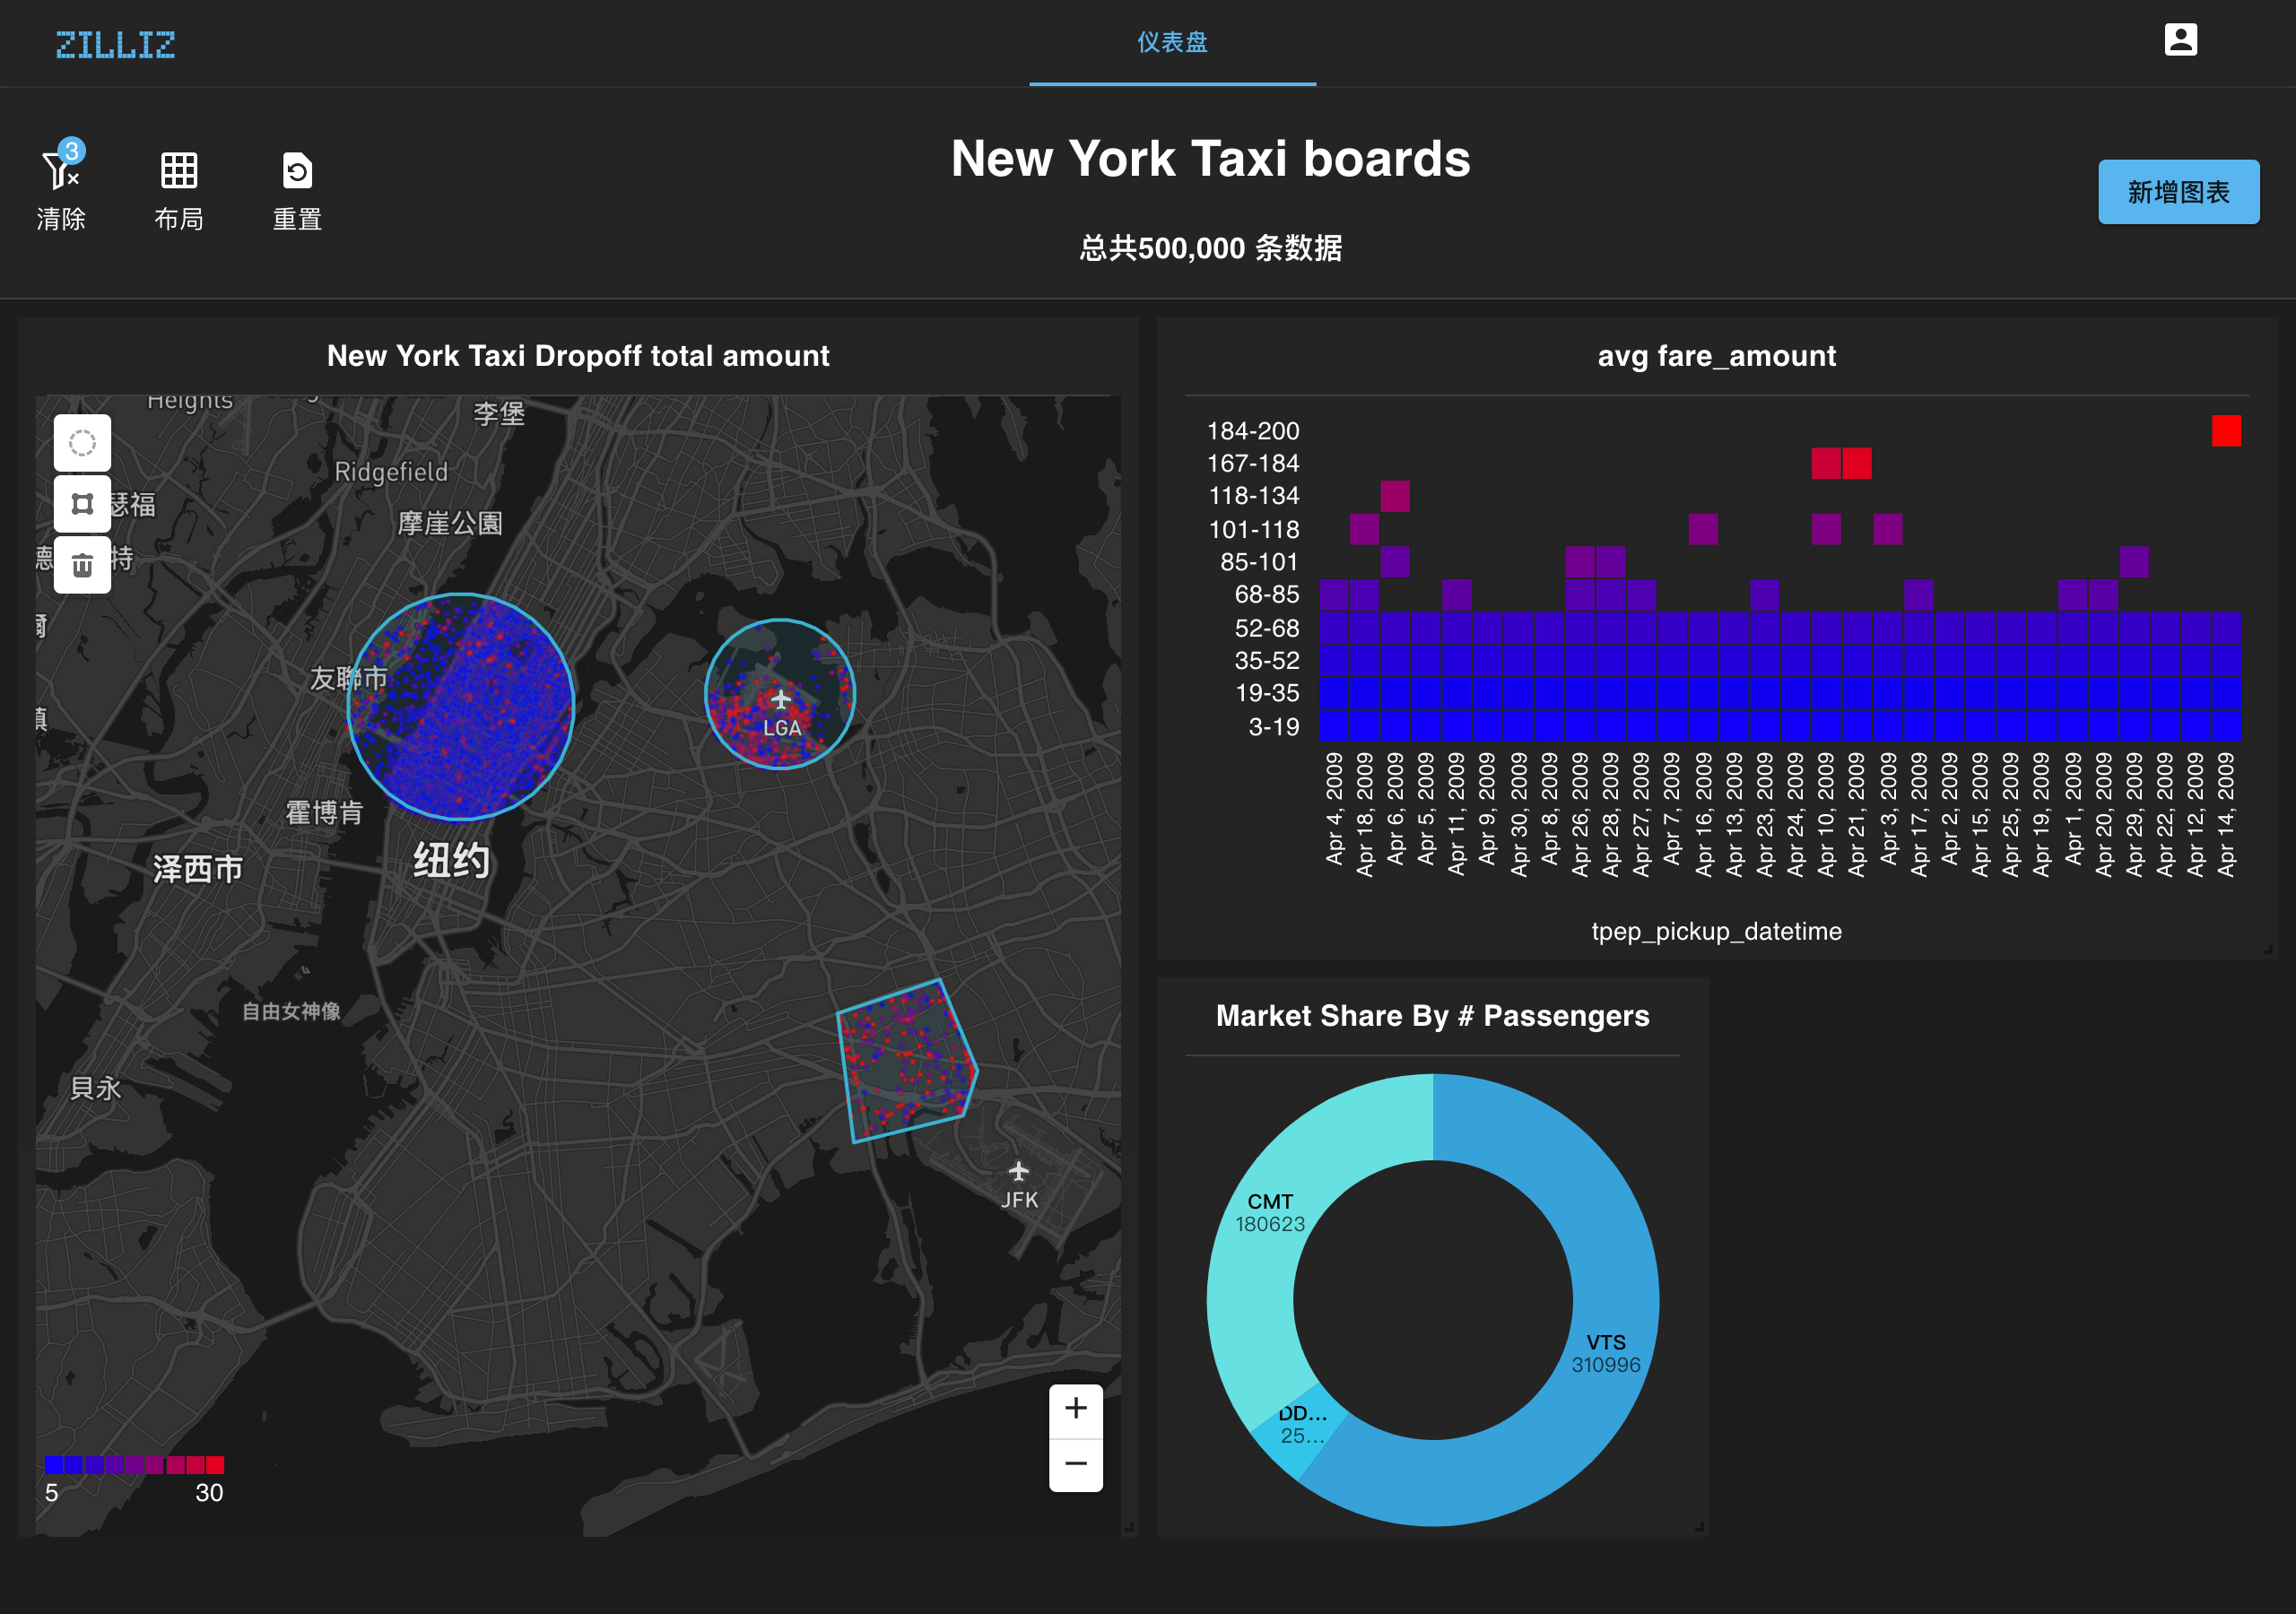 ZILLIZ
仪表盘
3
清除
布局
重置
New York Taxi boards
总共500,000 条数据
新增图表
New York Taxi Dropoff total amount
Heights
李堡
Ridgefield
瑟福
摩崖公園
特
友聯市
LGA
霍博肯
纽约
泽西市
自由女神像
貝永
JFK
5
30
+
−
avg fare_amount
184-200
167-184
118-134
101-118
85-101
68-85
52-68
35-52
19-35
3-19
Apr 4, 2009
Apr 18, 2009
Apr 6, 2009
Apr 5, 2009
Apr 11, 2009
Apr 9, 2009
Apr 30, 2009
Apr 8, 2009
Apr 26, 2009
Apr 28, 2009
Apr 27, 2009
Apr 7, 2009
Apr 16, 2009
Apr 13, 2009
Apr 23, 2009
Apr 24, 2009
Apr 10, 2009
Apr 21, 2009
Apr 3, 2009
Apr 17, 2009
Apr 2, 2009
Apr 15, 2009
Apr 25, 2009
Apr 19, 2009
Apr 1, 2009
Apr 20, 2009
Apr 29, 2009
Apr 22, 2009
Apr 12, 2009
Apr 14, 2009
tpep_pickup_datetime
Market Share By # Passengers
CMT
180623
VTS
310996
DD...
25...